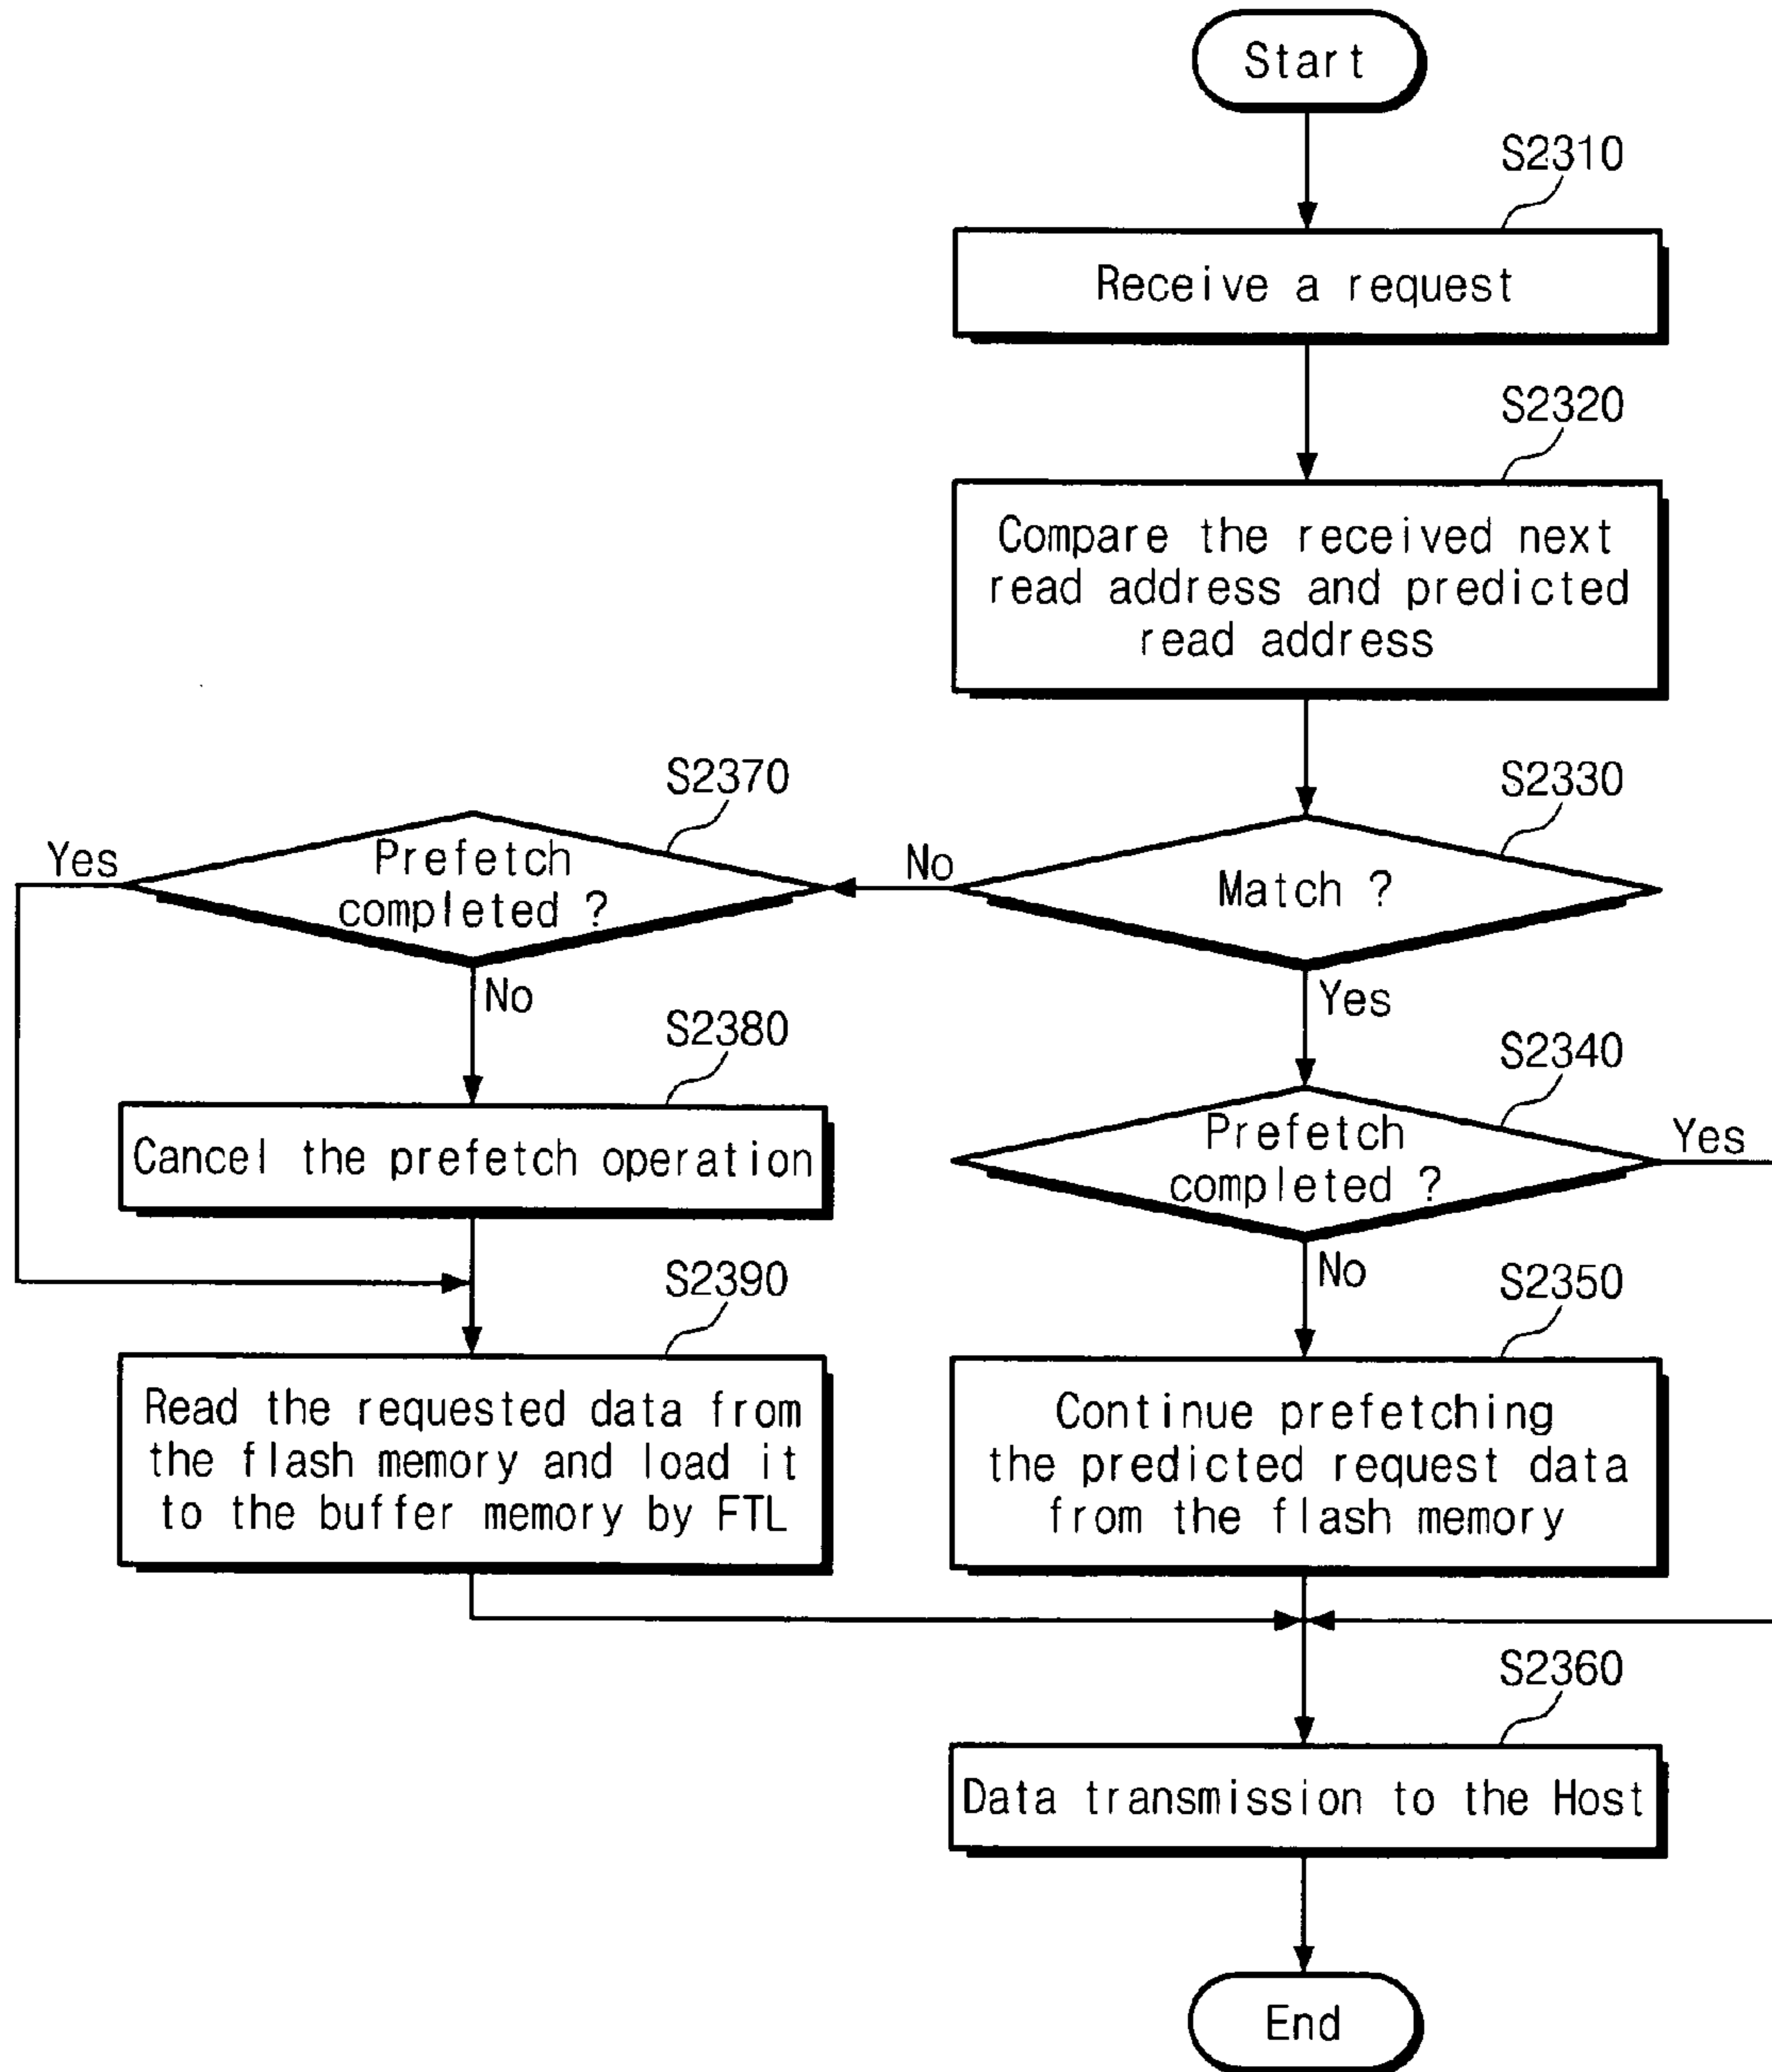 Start
S2310
Receive a request
S2320
Compare the received next
read address and predicted
read address
S2370
S2330
Yes
Prefetch
completed ?
No
Match ?
No
Yes
S2380
S2340
Cancel the prefetch operation
Prefetch
completed ?
Yes
S2390
No
S2350
Read the requested data from
the flash memory and load it
to the buffer memory by FTL
Continue prefetching
the predicted request data
from the flash memory
S2360
Data transmission to the Host
End